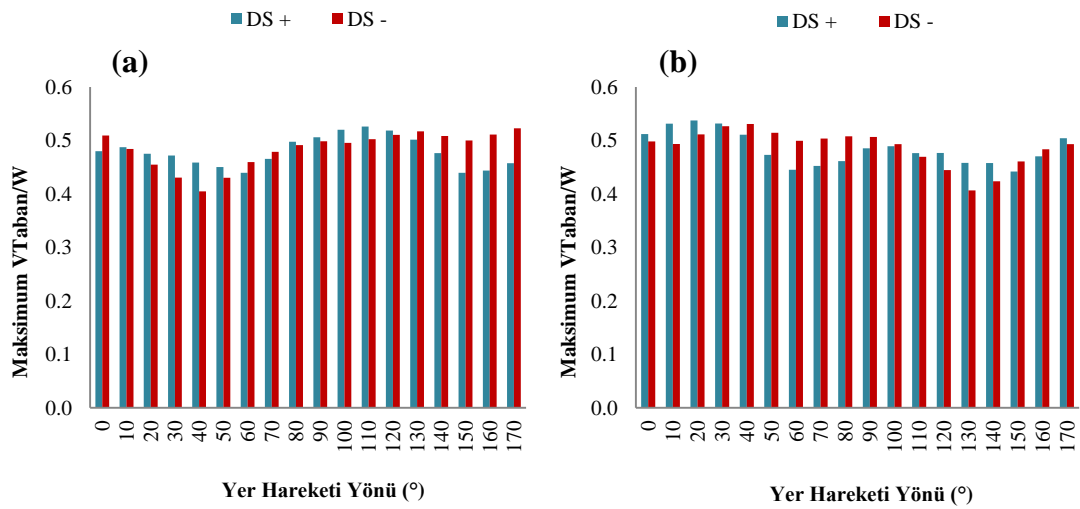 DS + DS -
(a)
Maksimum VTaban/W
0.6
0.5
0.4
0.3
0.2
0.1
0.0
0 10 20 30 40 50 60 70 80 90 100 110 120 130 140 150 160 170
Yer Hareketi Yönü (°)
DS + DS -
(b)
Maksimum VTaban/W
0.6
0.5
0.4
0.3
0.2
0.1
0.0
0 10 20 30 40 50 60 70 80 90 100 110 120 130 140 150 160 170
Yer Hareketi Yönü (°)